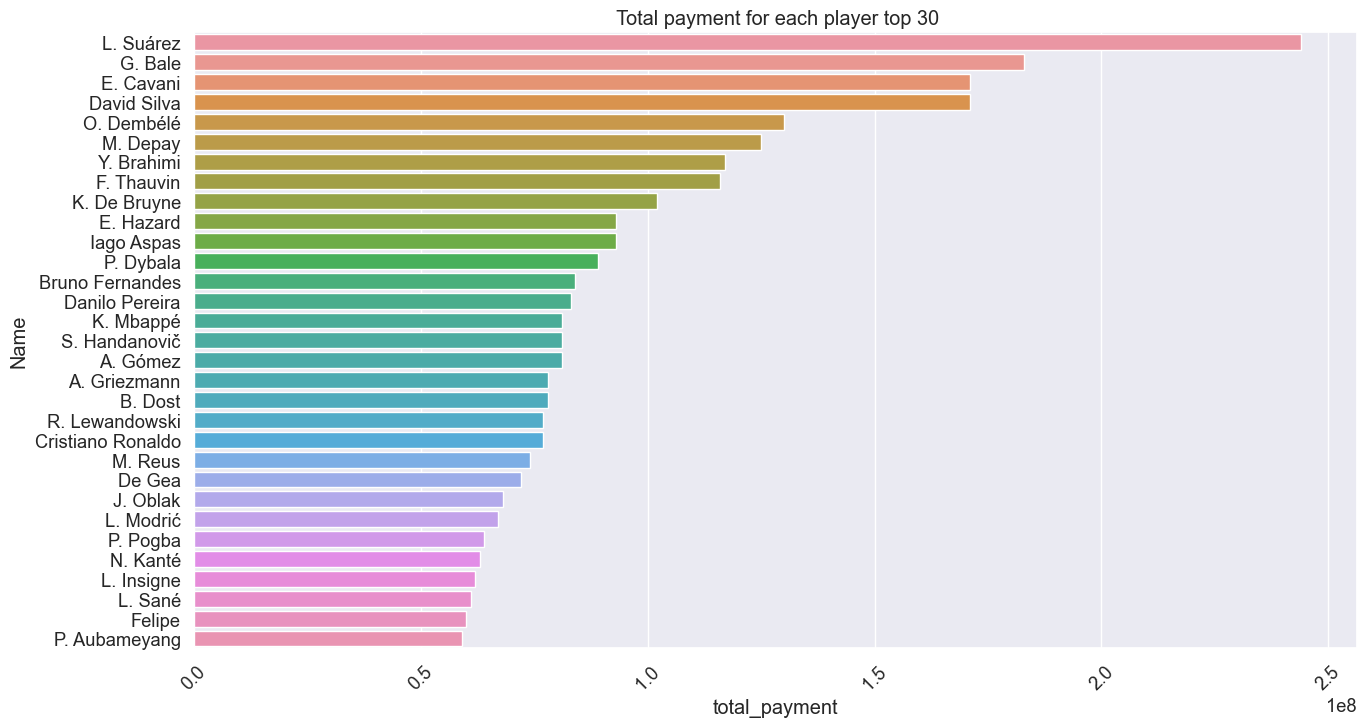 Total payment for each player top 30
L. Suárez
G. Bale
E. Cavani
David Silva
O. Dembélé
M. Depay
Y. Brahimi
F. Thauvin
K. De Bruyne
E. Hazard
Iago Aspas
P. Dybala
Bruno Fernandes
Danilo Pereira
K. Mbappé
S. Handanovič
A. Gómez
A. Griezmann
B. Dost
R. Lewandowski
Cristiano Ronaldo
M. Reus
De Gea
J. Oblak
L. Modrić
P. Pogba
N. Kanté
L. Insigne
L. Sané
Felipe
P. Aubameyang
Name
0.0 0.5 1.0 1.5 2.0 2.5
1e8
total_payment